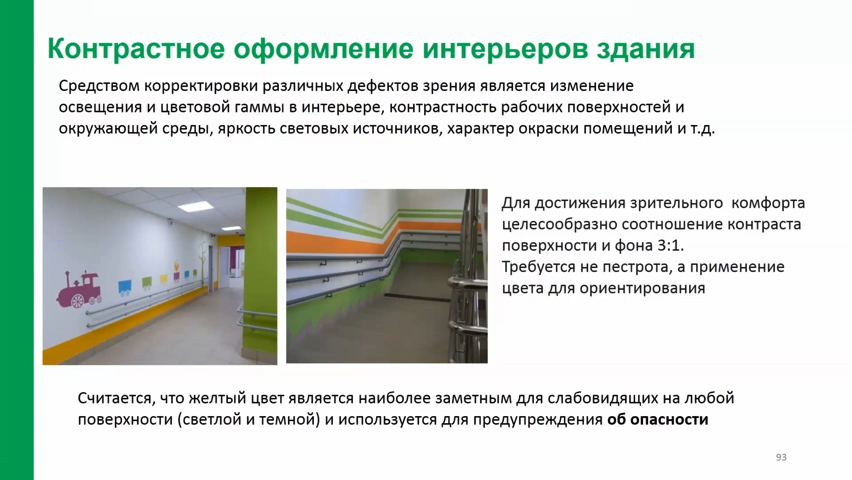 Контрастное оформление интерьеров здания
Средством корректировки различных дефектов зрения является изменение
освещения и цветовой гаммы в интерьере, контрастность рабочих поверхностей и
окружающей среды, яркость световых источников, характер окраски помещений и т.д.
Для достижения зрительного комфорта
целесообразно соотношение контраста
поверхности и фона 3:1.
Требуется не пестрота, а применение
цвета для ориентирования
Считается, что желтый цвет является наиболее заметным для слабовидящих на любой
поверхности (светлой и темной) и используется для предупреждения об опасности
93